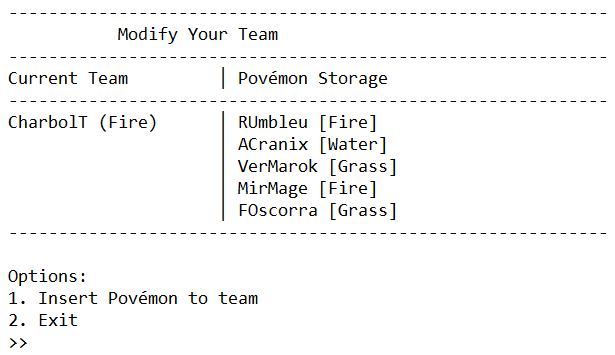 ------------------------------------------------------------
Modify Your Team
------------------------------------------------------------
Current Team | Povémon Storage
------------------------------------------------------------
CharbolT (Fire) | RUmbleu [Fire]
| ACranix [Water]
| VerMarok [Grass]
| MirMage [Fire]
| FOscorra [Grass]
------------------------------------------------------------
Options:
1. Insert Povémon to team
2. Exit
>>